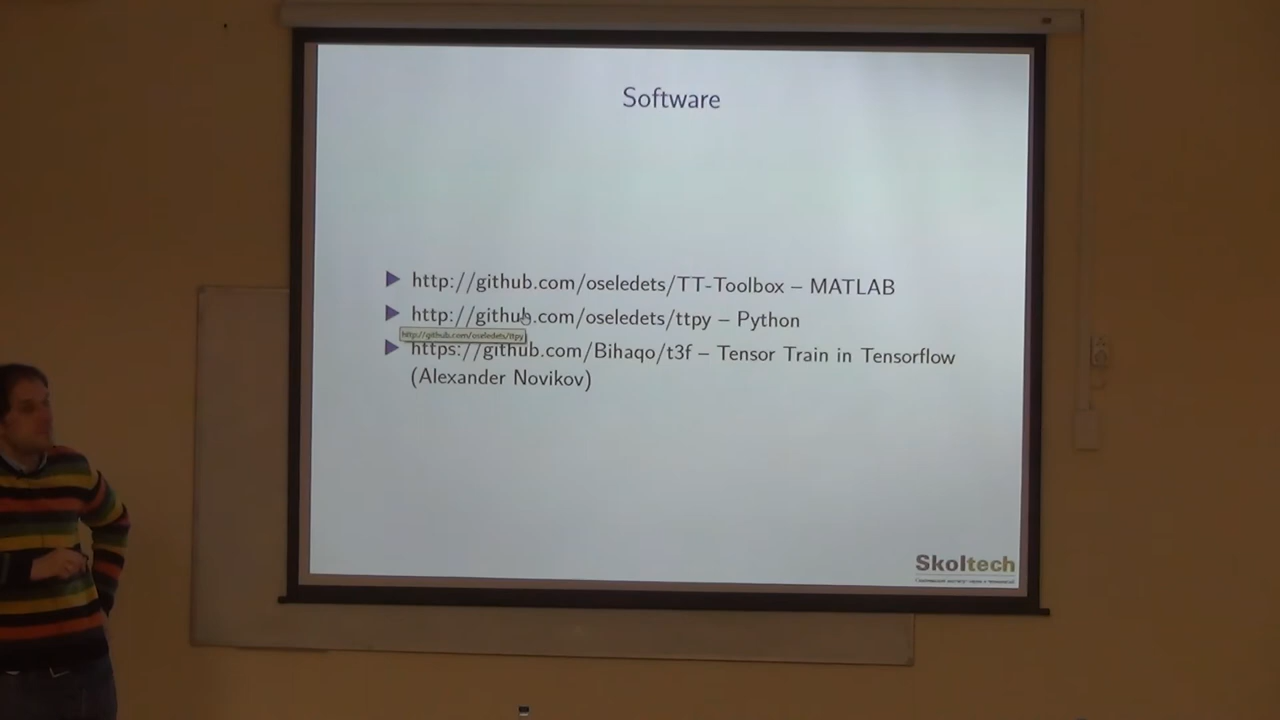 Software
http://github.com/oseledets/TT-Toolbox – MATLAB
http://github.com/oseledets/ttpy – Python
http://github.com/oseledets/ttpy
https://github.com/Bihaqo/t3f – Tensor Train in Tensorflow
(Alexander Novikov)
Skoltech